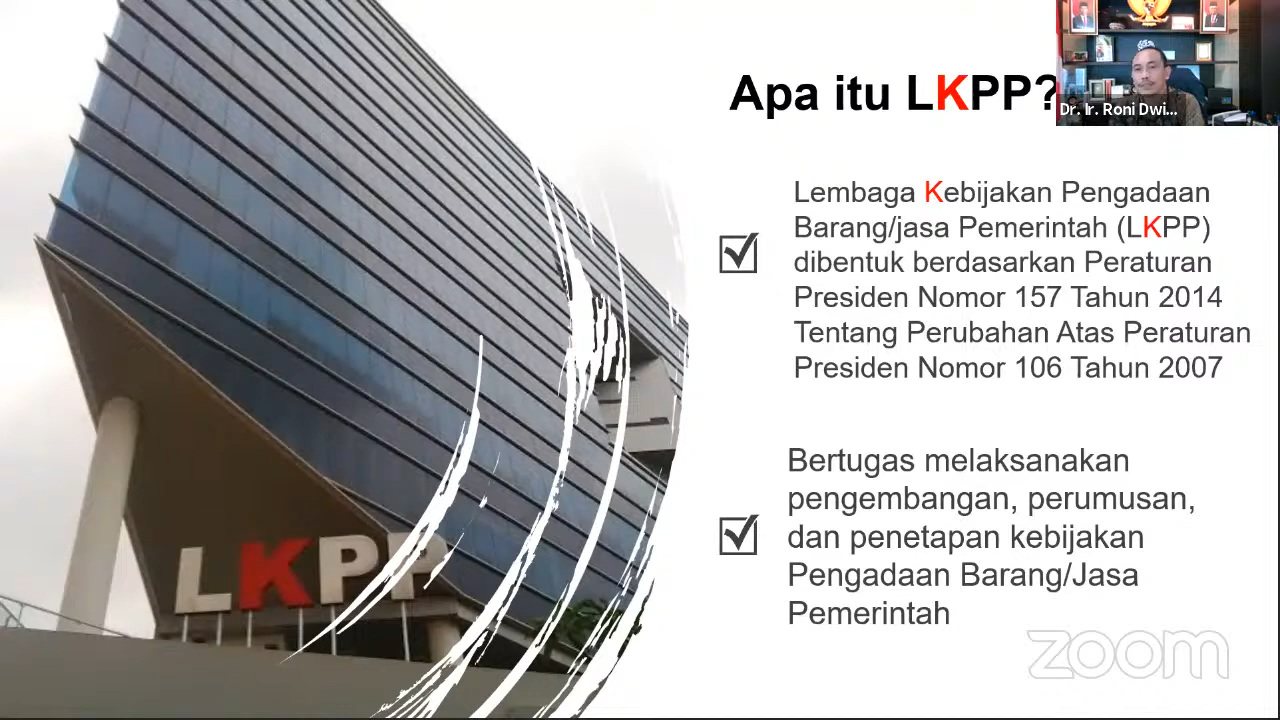 Apa itu LKPP?
Dr. Ir. Roni Dwi...
Lembaga Kebijakan Pengadaan
Barang/jasa Pemerintah (LKPP)
dibentuk berdasarkan Peraturan
Presiden Nomor 157 Tahun 2014
Tentang Perubahan Atas Peraturan
Presiden Nomor 106 Tahun 2007
Bertugas melaksanakan
pengembangan, perumusan,
dan penetapan kebijakan
Pengadaan Barang/Jasa
Pemerintah
LKPP
zoom